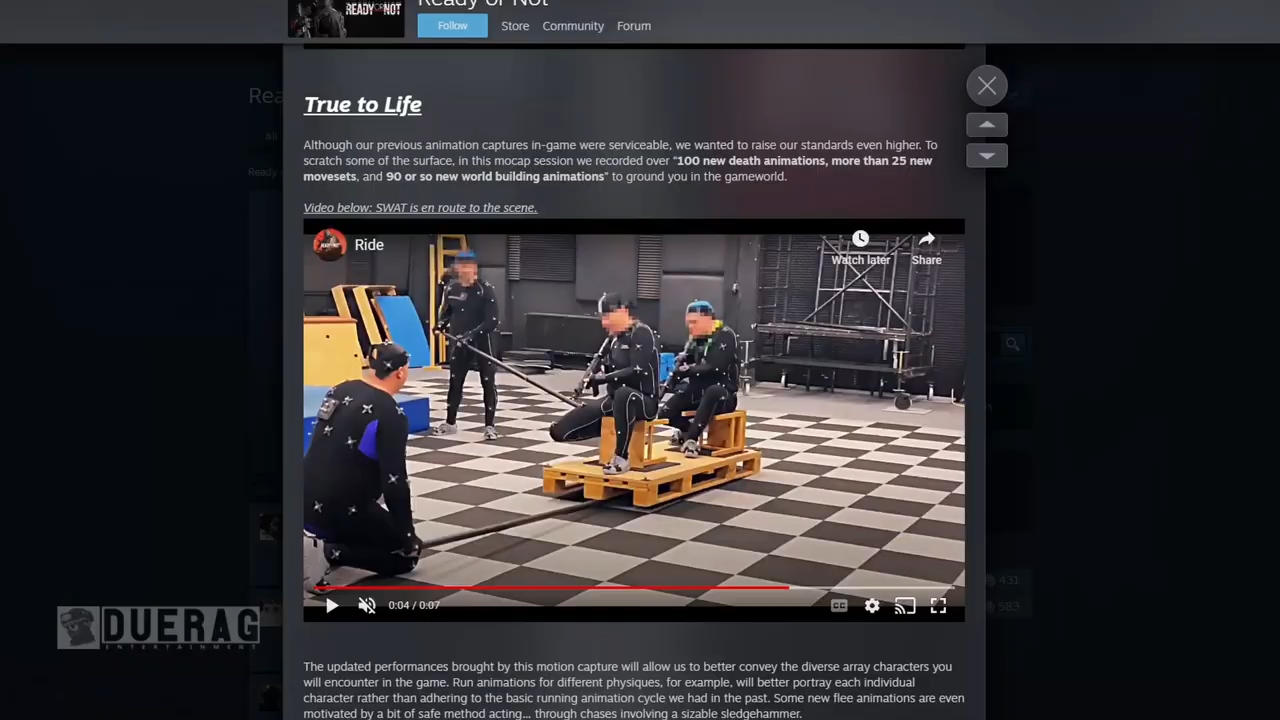 READY OR NOT
Ready or Not
Follow
Store
Community
Forum
True to Life
Although our previous animation captures in-game were serviceable, we wanted to raise our standards even higher. To
scratch some of the surface, in this mocap session we recorded over "100 new death animations, more than 25 new
movesets, and 90 or so new world building animations" to ground you in the gameworld.
Video below: SWAT is en route to the scene.
Ride
Watch later
Share
0:04 / 0:07
CC
431
583
DUERAG
ENTERTAINMENT
The updated performances brought by this motion capture will allow us to better convey the diverse array characters you
will encounter in the game. Run animations for different physiques, for example, will better portray each individual
character rather than adhering to the basic running animation cycle we had in the past. Some new flee animations are even
motivated by a bit of safe method acting... through chases involving a sizable sledgehammer.